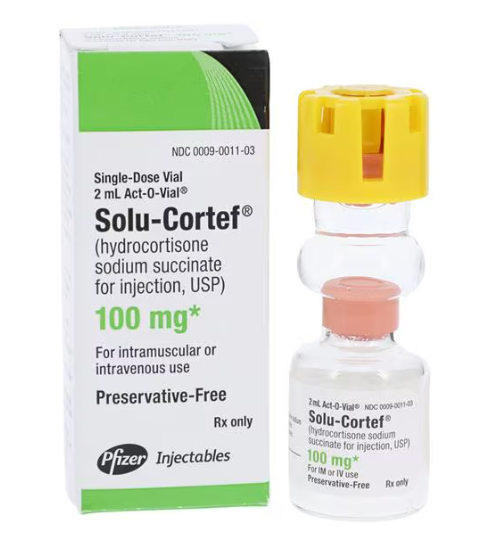 NDC 0009-0011-03
Single-Dose Vial
2 mL Act-O-Vial®
Solu-Cortef®
(hydrocortisone
sodium succinate
for injection, USP)
100 mg*
For intramuscular or
intravenous use
Preservative-Free
Rx only
Pfizer Injectables
2 mL Act-O-Vial® NDC 0009-0011-03
Solu-Cortef®
(hydrocortisone sodium
succinate for injection, USP)
100 mg*
For IM or IV use
Preservative-Free Rx only